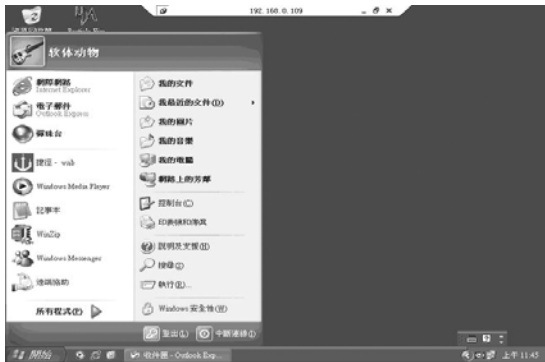 192.168.0.109
软体动物
網際網路
Internet Explorer
電子郵件
Outlook Express
Windows Media Player
記事本
WinZip
Windows Messenger
遠端協助
所有程式(P)
我的文件
我最近的文件(D)
我的圖片
我的音樂
我的電腦
網路上的芳鄰
控制台(C)
印表機和傳真
說明及支援(H)
搜尋(S)
執行(R)...
Windows 安全性(W)
登出(L)
中斷連線(D)
開始
收件匣 - Outlook Exp...
上午 11:45